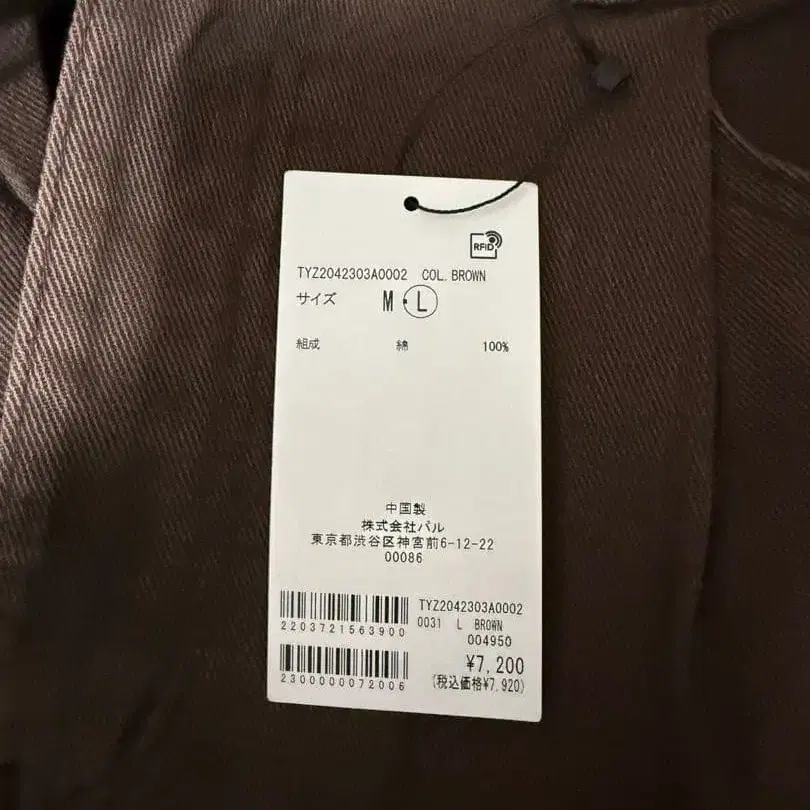 RFID
TYZ2042303A0002 COL.BROWN
サイズ M・L
組成 綿 100%
中国製
株式会社パル
東京都渋谷区神宮前6-12-22
00086
TYZ2042303A0002
2203721563900 0031 L BROWN
004950
¥7,200
2300000072006 (税込価格¥7,920)